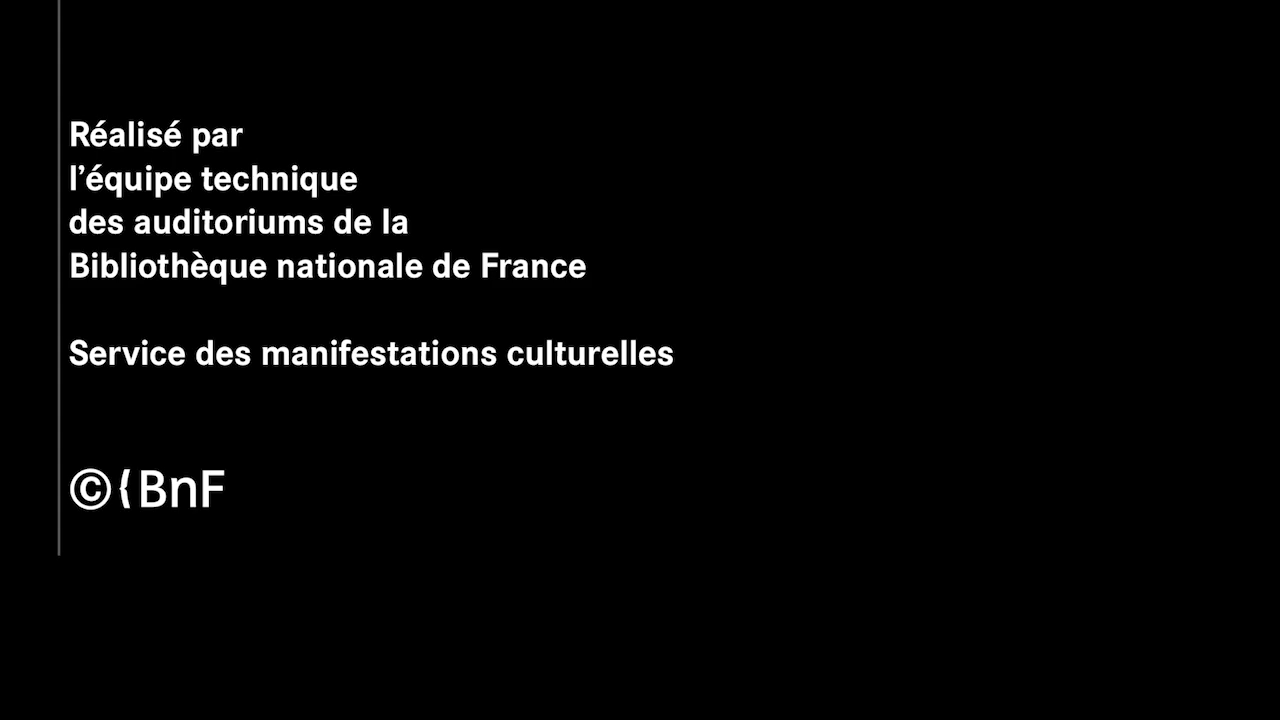 Réalisé par
l’équipe technique
des auditoriums de la
Bibliothèque nationale de France
Service des manifestations culturelles
©{BnF